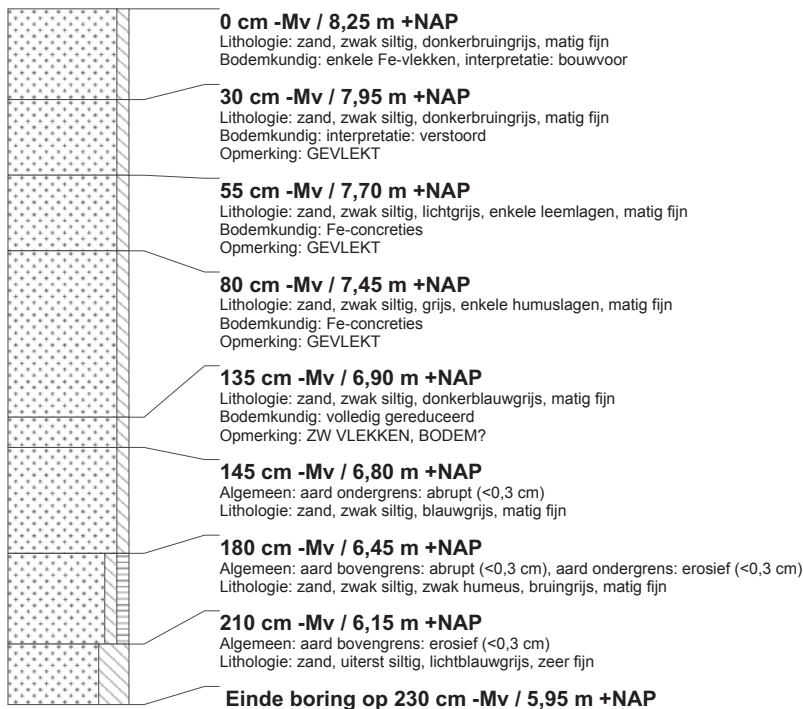 0 cm -Mv / 8,25 m +NAP
Lithologie: zand, zwak siltig, donkerbruingrijs, matig fijn
Bodemkundig: enkele Fe-vlekken, interpretatie: bouwvoor
30 cm -Mv / 7,95 m +NAP
Lithologie: zand, zwak siltig, donkerbruingrijs, matig fijn
Bodemkundig: interpretatie: verstoord
Opmerking: GEVLEKT
55 cm -Mv / 7,70 m +NAP
Lithologie: zand, zwak siltig, lichtgrijs, enkele leemlagen, matig fijn
Bodemkundig: Fe-concreties
Opmerking: GEVLEKT
80 cm -Mv / 7,45 m +NAP
Lithologie: zand, zwak siltig, grijs, enkele humuslagen, matig fijn
Bodemkundig: Fe-concreties
Opmerking: GEVLEKT
135 cm -Mv / 6,90 m +NAP
Lithologie: zand, zwak siltig, donkerblauwgrijs, matig fijn
Bodemkundig: volledig gereduceerd
Opmerking: ZW VLEKKEN, BODEM?
145 cm -Mv / 6,80 m +NAP
Algemeen: aard ondergrens: abrupt (<0,3 cm)
Lithologie: zand, zwak siltig, blauwgrijs, matig fijn
180 cm -Mv / 6,45 m +NAP
Algemeen: aard bovengrens: abrupt (<0,3 cm), aard ondergrens: erosief (<0,3 cm)
Lithologie: zand, zwak siltig, zwak humeus, bruingrijs, matig fijn
210 cm -Mv / 6,15 m +NAP
Algemeen: aard bovengrens: erosief (<0,3 cm)
Lithologie: zand, uiterst siltig, lichtblauwgrijs, zeer fijn
Einde boring op 230 cm -Mv / 5,95 m +NAP